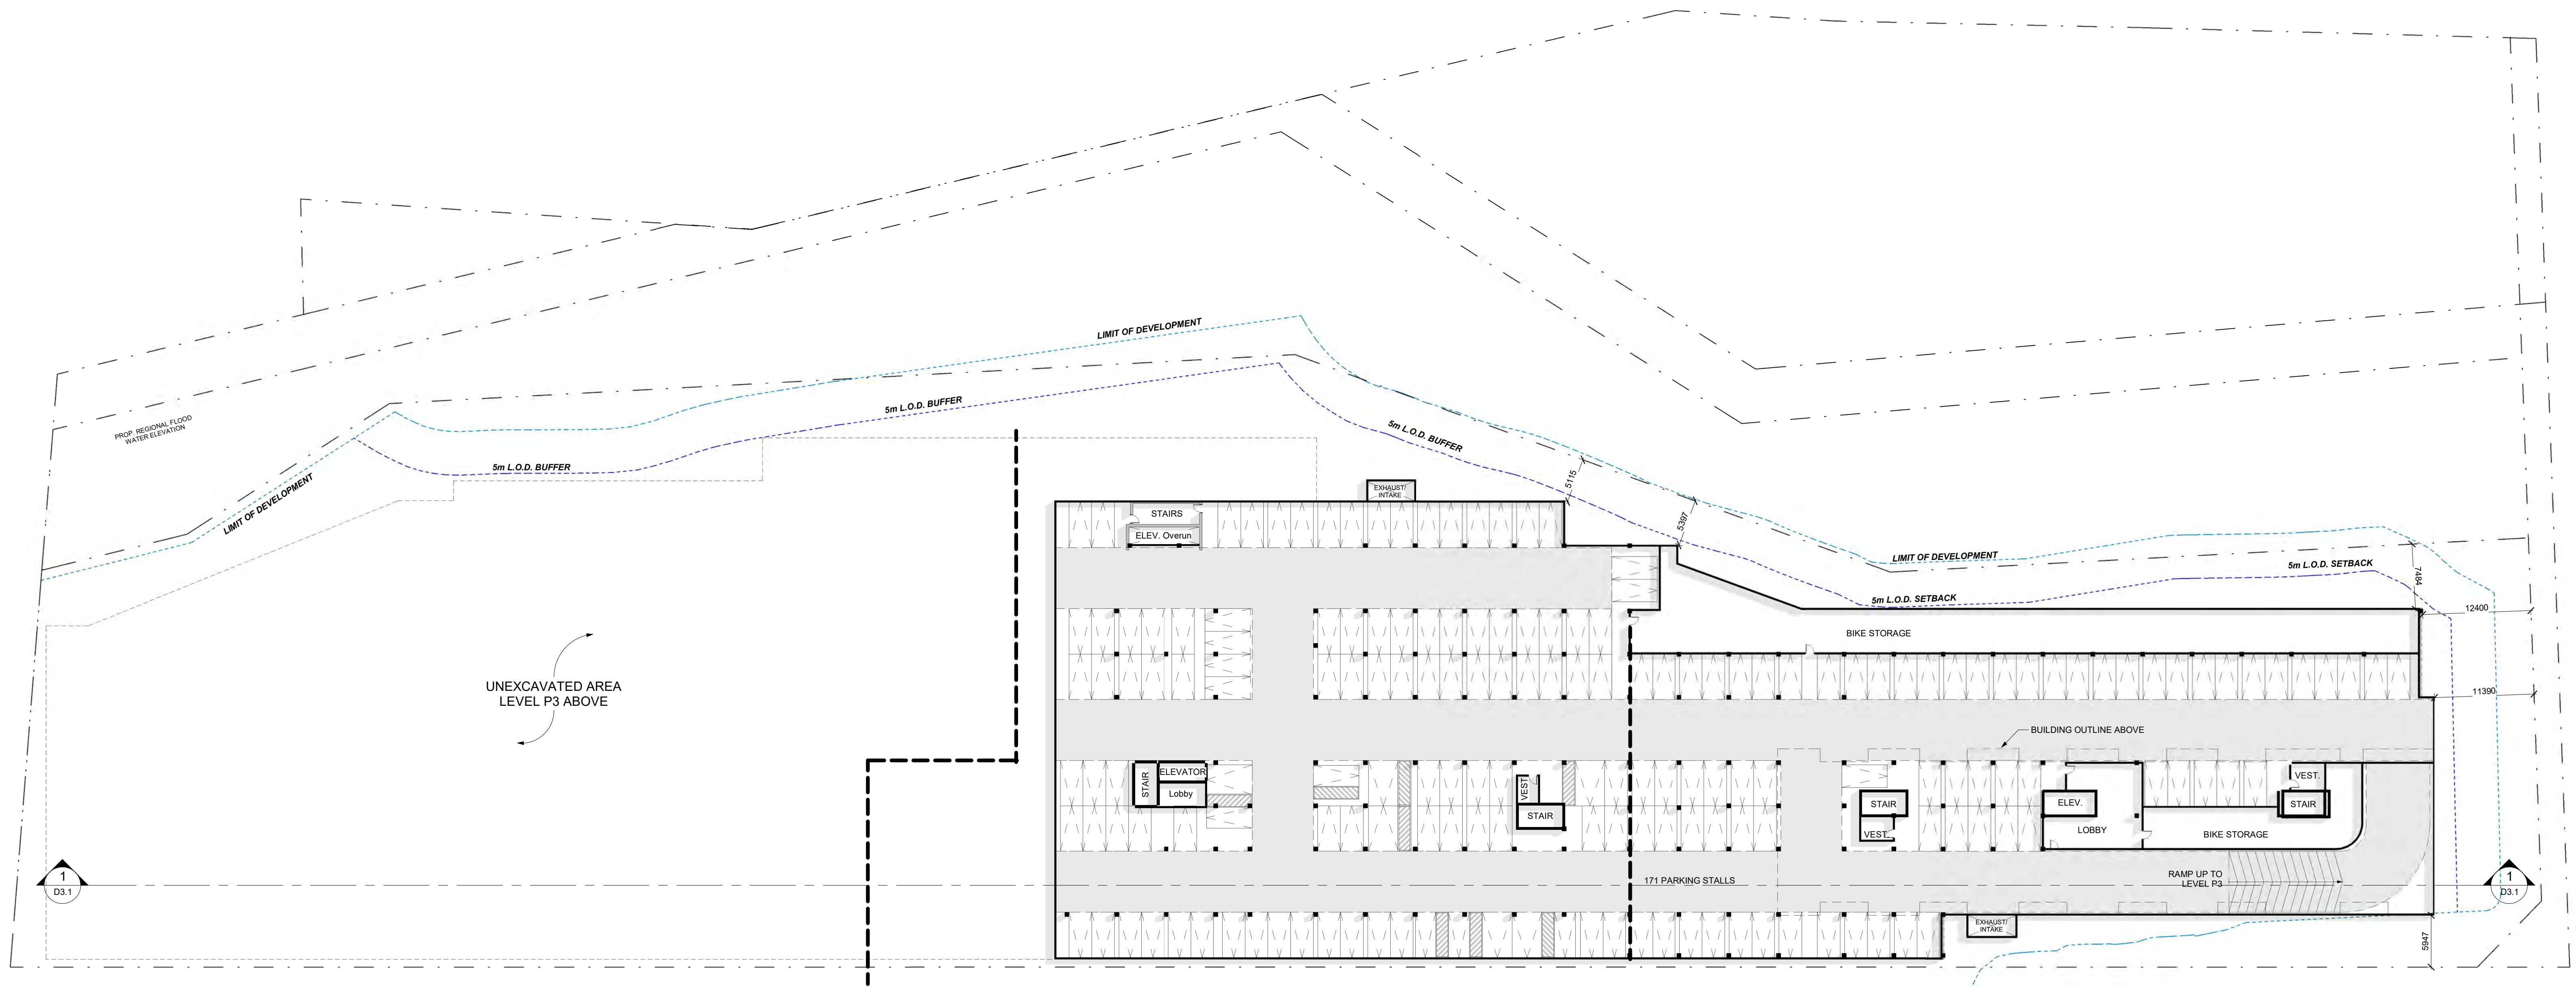 LIMIT OF DEVELOPMENT
5m L.O.D. BUFFER
PROP. REGIONAL FLOOD
WATER ELEVATION
5m L.O.D. BUFFER
5m L.O.D. BUFFER
LIMIT OF DEVELOPMENT
5115
5397
EXHAUST/
INTAKE
STAIRS
ELEV. Overun
LIMIT OF DEVELOPMENT
5m L.O.D. SETBACK
7484
5m L.O.D. SETBACK
12400
BIKE STORAGE
UNEXCAVATED AREA
LEVEL P3 ABOVE
11390
BUILDING OUTLINE ABOVE
STAIR
ELEVATOR
Lobby
VEST.
STAIR
STAIR
VEST.
ELEV.
LOBBY
VEST.
STAIR
BIKE STORAGE
1
D3.1
171 PARKING STALLS
RAMP UP TO
LEVEL P3
1
D3.1
EXHAUST/
INTAKE
5947